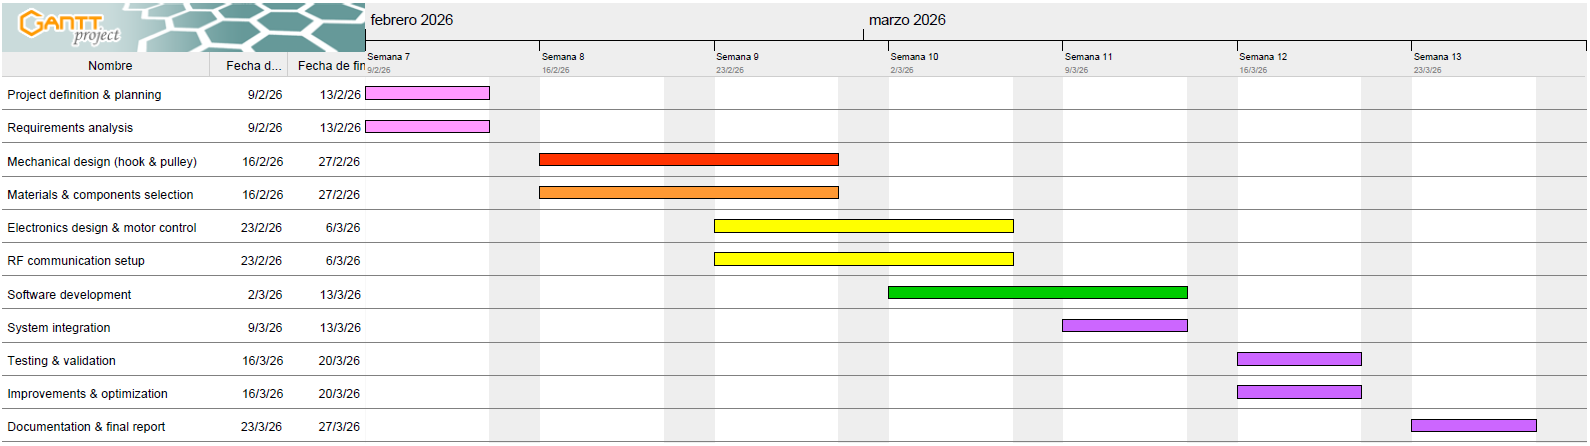 GANTT
project
febrero 2026 marzo 2026
Nombre Fecha d... Fecha de fin
Semana 7 Semana 8 Semana 9 Semana 10 Semana 11 Semana 12 Semana 13
9/2/26 16/2/26 23/2/26 2/3/26 9/3/26 16/3/26 23/3/26
Project definition & planning 9/2/26 13/2/26
Requirements analysis 9/2/26 13/2/26
Mechanical design (hook & pulley) 16/2/26 27/2/26
Materials & components selection 16/2/26 27/2/26
Electronics design & motor control 23/2/26 6/3/26
RF communication setup 23/2/26 6/3/26
Software development 2/3/26 13/3/26
System integration 9/3/26 13/3/26
Testing & validation 16/3/26 20/3/26
Improvements & optimization 16/3/26 20/3/26
Documentation & final report 23/3/26 27/3/26